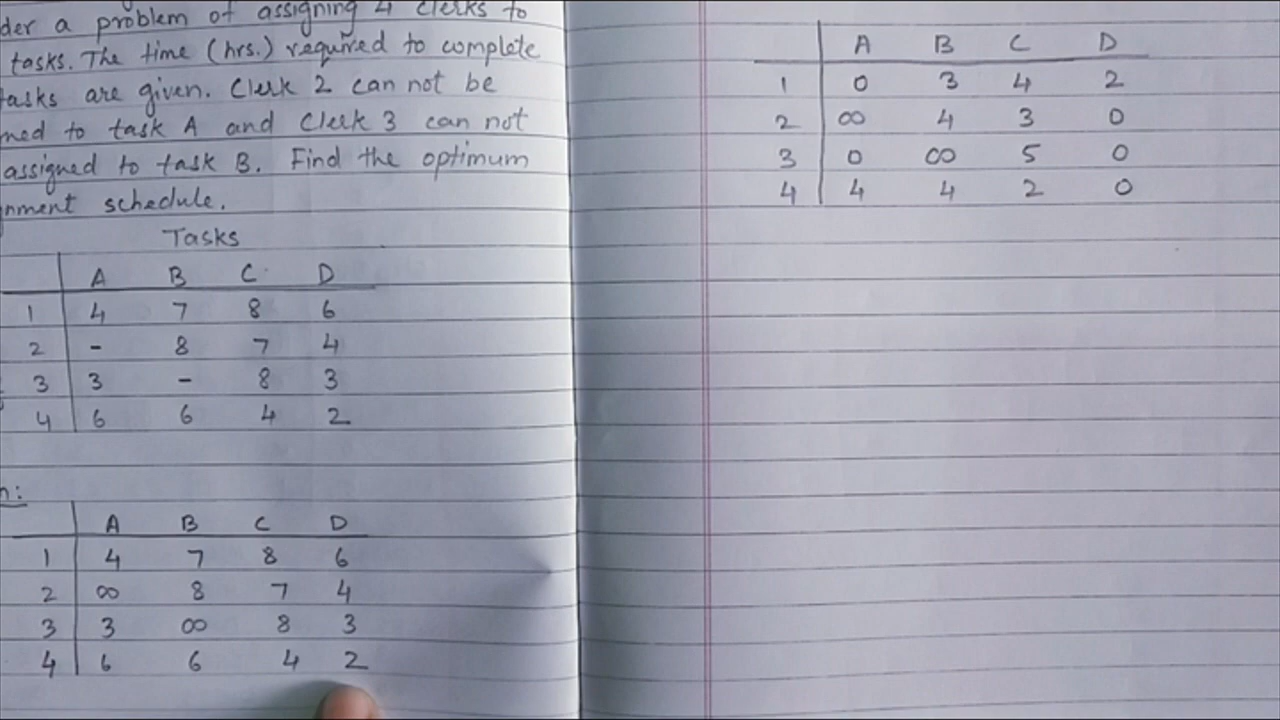 a problem of assigning 4 clerks to
tasks. The time (hrs.) required to complete
tasks are given. Clerk 2 can not be
to task A and Clerk 3 can not
assigned to task B. Find the optimum
schedule.
Tasks
A B C D
1 4 7 8 6
2 - 8 7 4
3 3 - 8 3
4 6 6 4 2
A B C D
1 4 7 8 6
2 ∞ 8 7 4
3 3 ∞ 8 3
4 6 6 4 2
A B C D
1 0 3 4 2
2 ∞ 4 3 0
3 0 ∞ 5 0
4 4 4 2 0